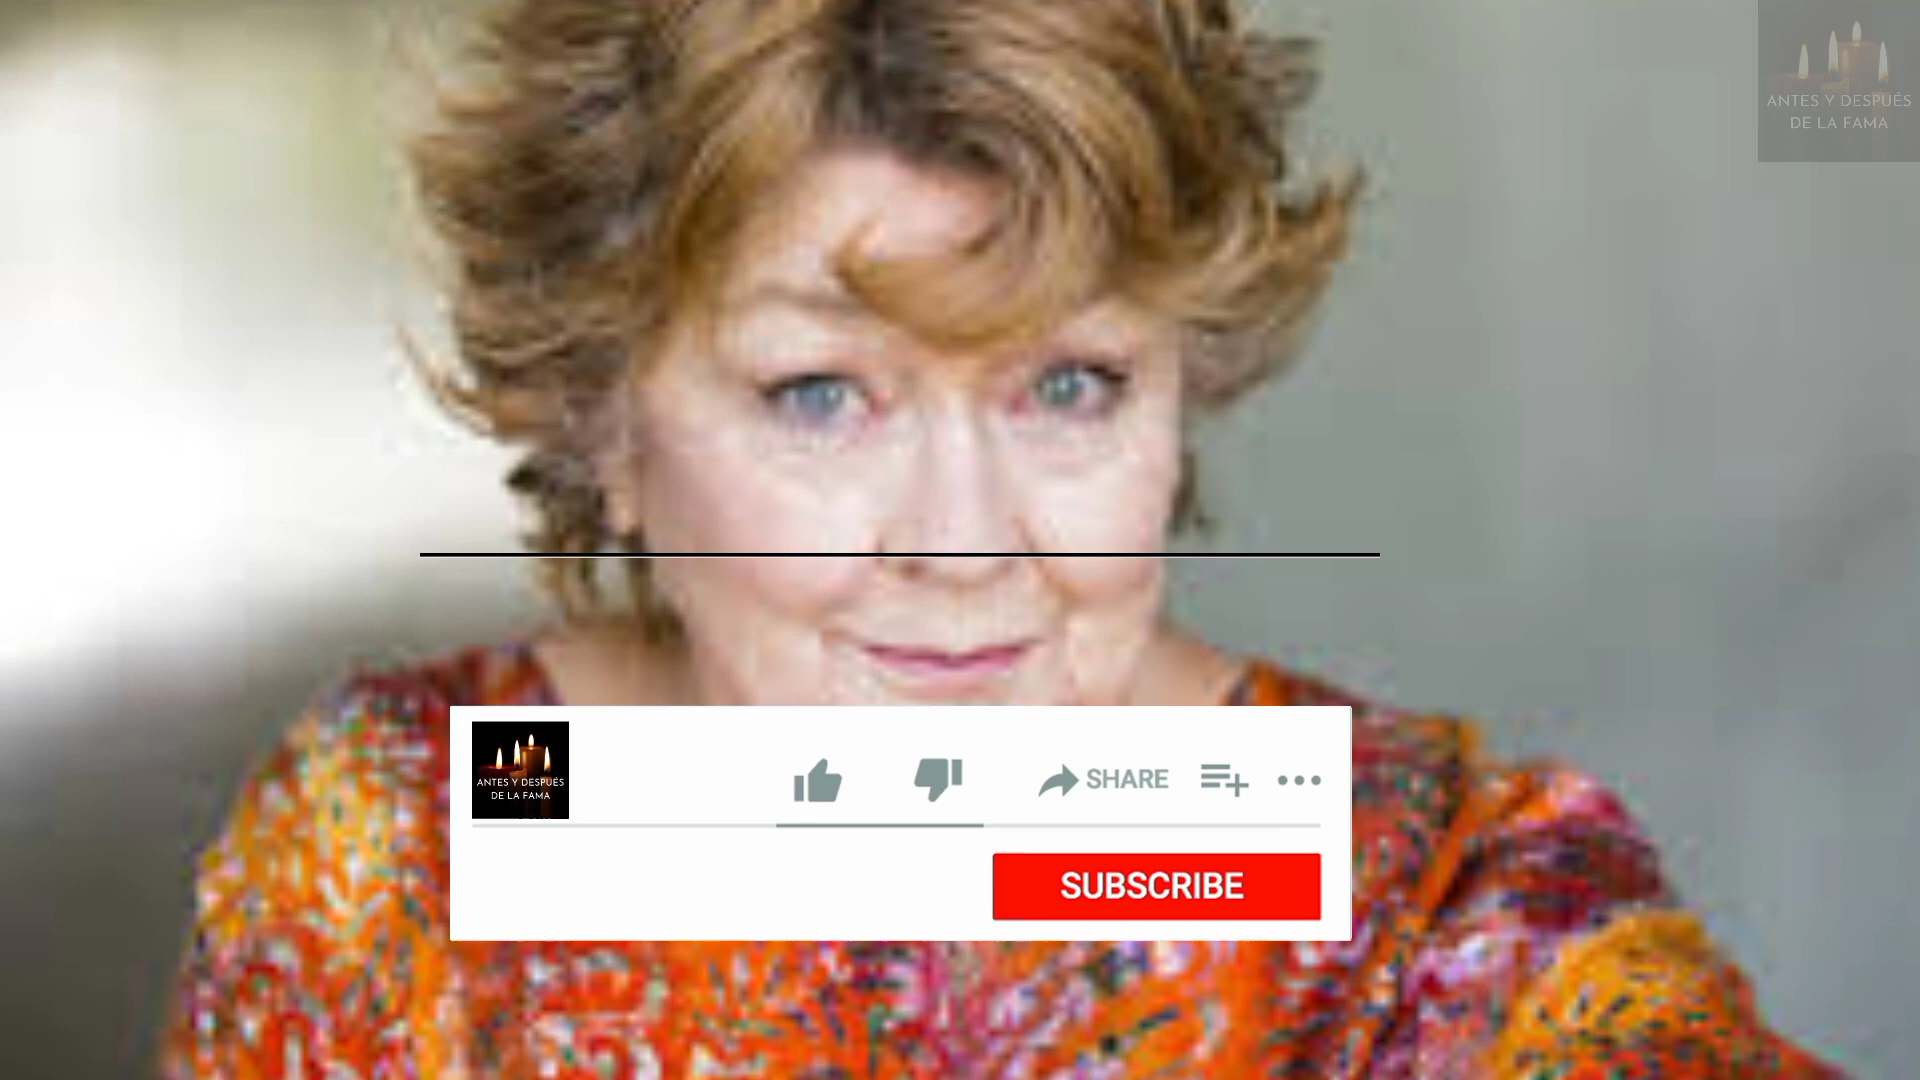 ANTES Y DESPUÉS
DE LA FAMA
ANTES Y DESPUÉS
DE LA FAMA
SHARE
SUBSCRIBE